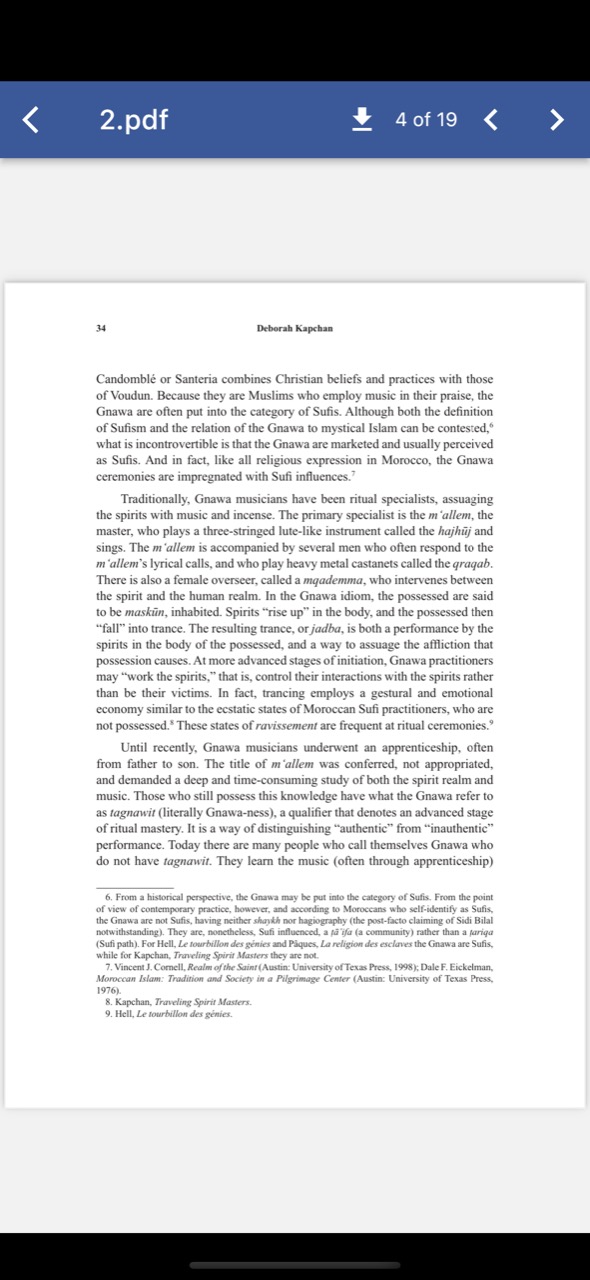 2.pdf
4 of 19
34
Deborah Kapchan
Candomblé or Santeria combines Christian beliefs and practices with those
of Voudun. Because they are Muslims who employ music in their praise, the
Gnawa are often put into the category of Sufis. Although both the definition
of Sufism and the relation of the Gnawa to mystical Islam can be contested,⁶
what is incontrovertible is that the Gnawa are marketed and usually perceived
as Sufis. And in fact, like all religious expression in Morocco, the Gnawa
ceremonies are impregnated with Sufi influences.⁷
Traditionally, Gnawa musicians have been ritual specialists, assuaging
the spirits with music and incense. The primary specialist is the m‘allem, the
master, who plays a three-stringed lute-like instrument called the hajhūj and
sings. The m‘allem is accompanied by several men who often respond to the
m‘allem’s lyrical calls, and who play heavy metal castanets called the qraqab.
There is also a female overseer, called a mqademma, who intervenes between
the spirit and the human realm. In the Gnawa idiom, the possessed are said
to be maskūn, inhabited. Spirits “rise up” in the body, and the possessed then
“fall” into trance. The resulting trance, or jadba, is both a performance by the
spirits in the body of the possessed, and a way to assuage the affliction that
possession causes. At more advanced stages of initiation, Gnawa practitioners
may “work the spirits,” that is, control their interactions with the spirits rather
than be their victims. In fact, trancing employs a gestural and emotional
economy similar to the ecstatic states of Moroccan Sufi practitioners, who are
not possessed.⁸ These states of ravissement are frequent at ritual ceremonies.⁹
Until recently, Gnawa musicians underwent an apprenticeship, often
from father to son. The title of m‘allem was conferred, not appropriated,
and demanded a deep and time-consuming study of both the spirit realm and
music. Those who still possess this knowledge have what the Gnawa refer to
as tagnawit (literally Gnawa-ness), a qualifier that denotes an advanced stage
of ritual mastery. It is a way of distinguishing “authentic” from “inauthentic”
performance. Today there are many people who call themselves Gnawa who
do not have tagnawit. They learn the music (often through apprenticeship)
6. From a historical perspective, the Gnawa may be put into the category of Sufis. From the point
of view of contemporary practice, however, and according to Moroccans who self-identify as Sufis,
the Gnawa are not Sufis, having neither shaykh nor hagiography (the post-facto claiming of Sidi Bilal
notwithstanding). They are, nonetheless, Sufi influenced, a ṭā’ifa (a community) rather than a ṭariqa
(Sufi path). For Hell, Le tourbillon des génies and Pâques, La religion des esclaves the Gnawa are Sufis,
while for Kapchan, Traveling Spirit Masters they are not.
7. Vincent J. Cornell, Realm of the Saint (Austin: University of Texas Press, 1998); Dale F. Eickelman,
Moroccan Islam: Tradition and Society in a Pilgrimage Center (Austin: University of Texas Press,
1976).
8. Kapchan, Traveling Spirit Masters.
9. Hell, Le tourbillon des génies.